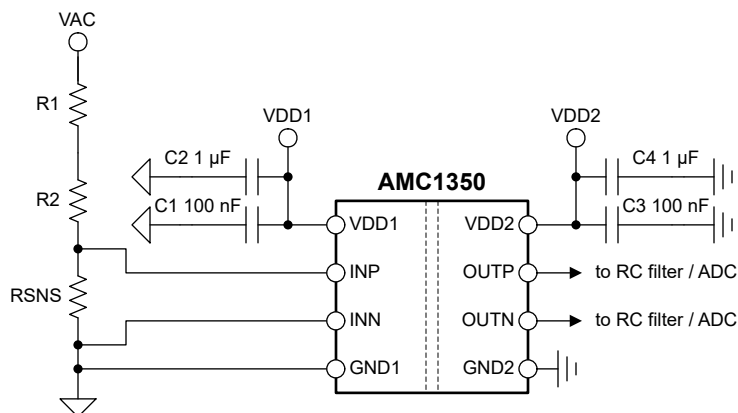 VAC
R1
VDD1
VDD2
C2 1 µF
C4 1 µF
R2
AMC1350
C1 100 nF
C3 100 nF
VDD1
VDD2
INP
OUTP
to RC filter / ADC
RSNS
INN
OUTN
to RC filter / ADC
GND1
GND2